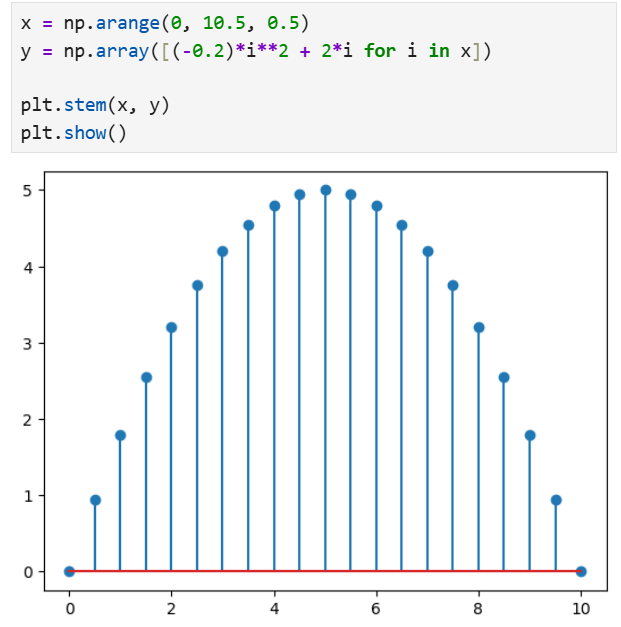 x = np.arange(0, 10.5, 0.5)
y = np.array([(-0.2)*i**2 + 2*i for i in x])
plt.stem(x, y)
plt.show()
5
4
3
2
1
0
0 2 4 6 8 10